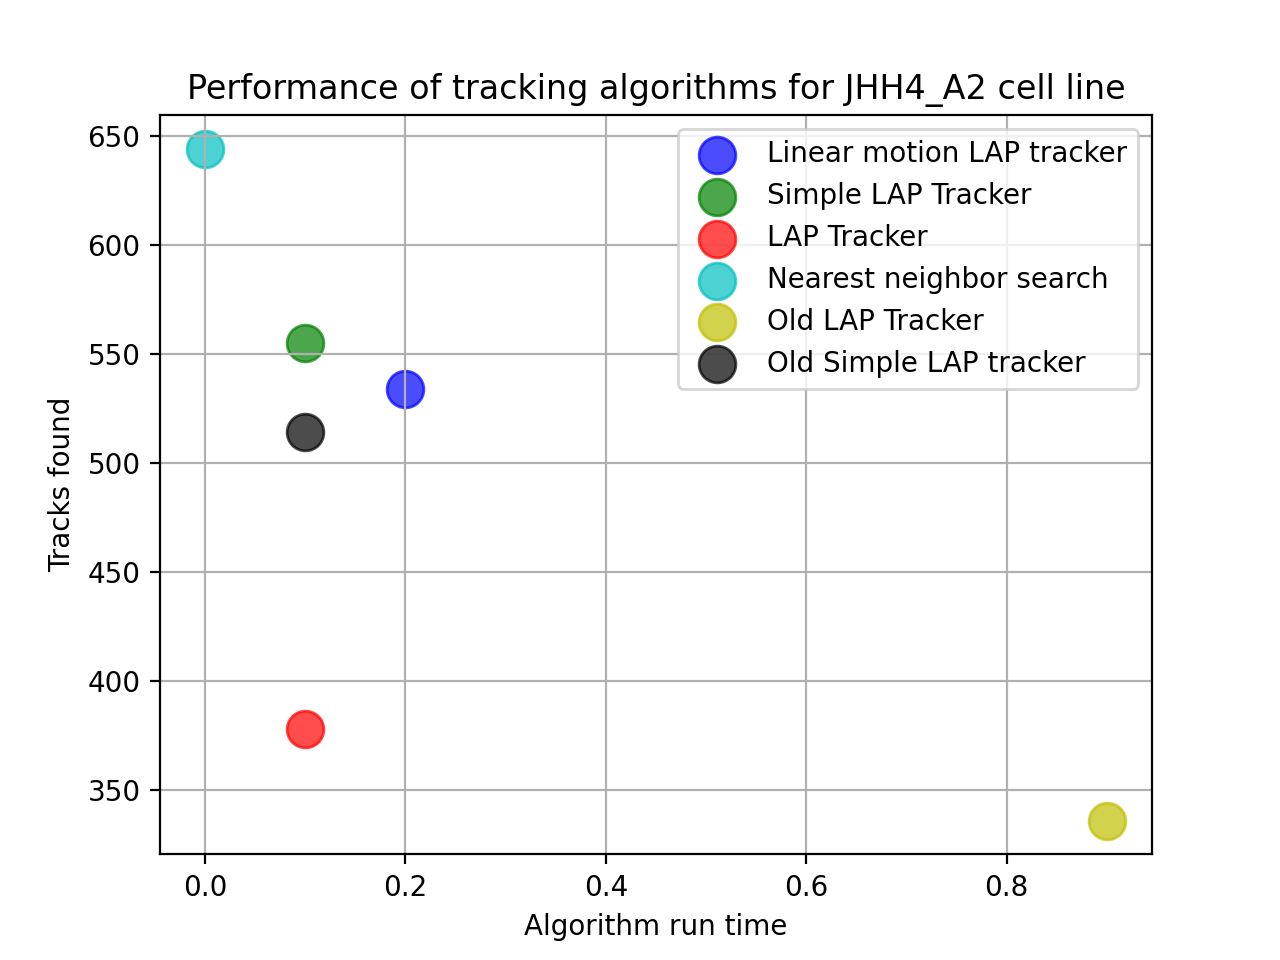 Performance of tracking algorithms for JHH4_A2 cell line
Linear motion LAP tracker
Simple LAP Tracker
LAP Tracker
Nearest neighbor search
Old LAP Tracker
Old Simple LAP tracker
Tracks found
650
600
550
500
450
400
350
0.0 0.2 0.4 0.6 0.8
Algorithm run time